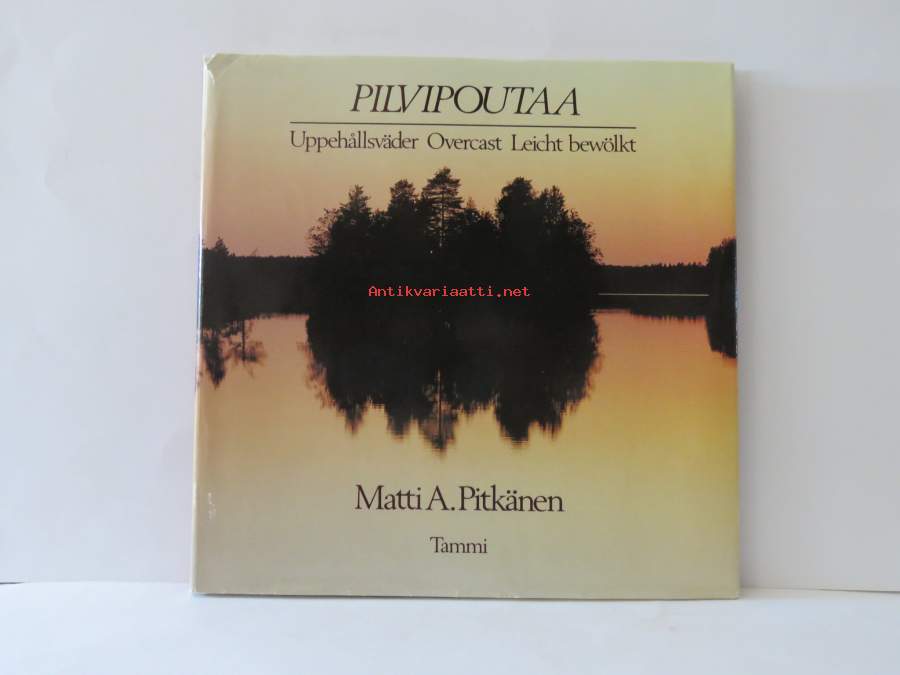 PILVIPOUTAA
Uppehållsväder Overcast Leicht bewölkt
Antikvariaatti.net
Matti A. Pitkänen
Tammi